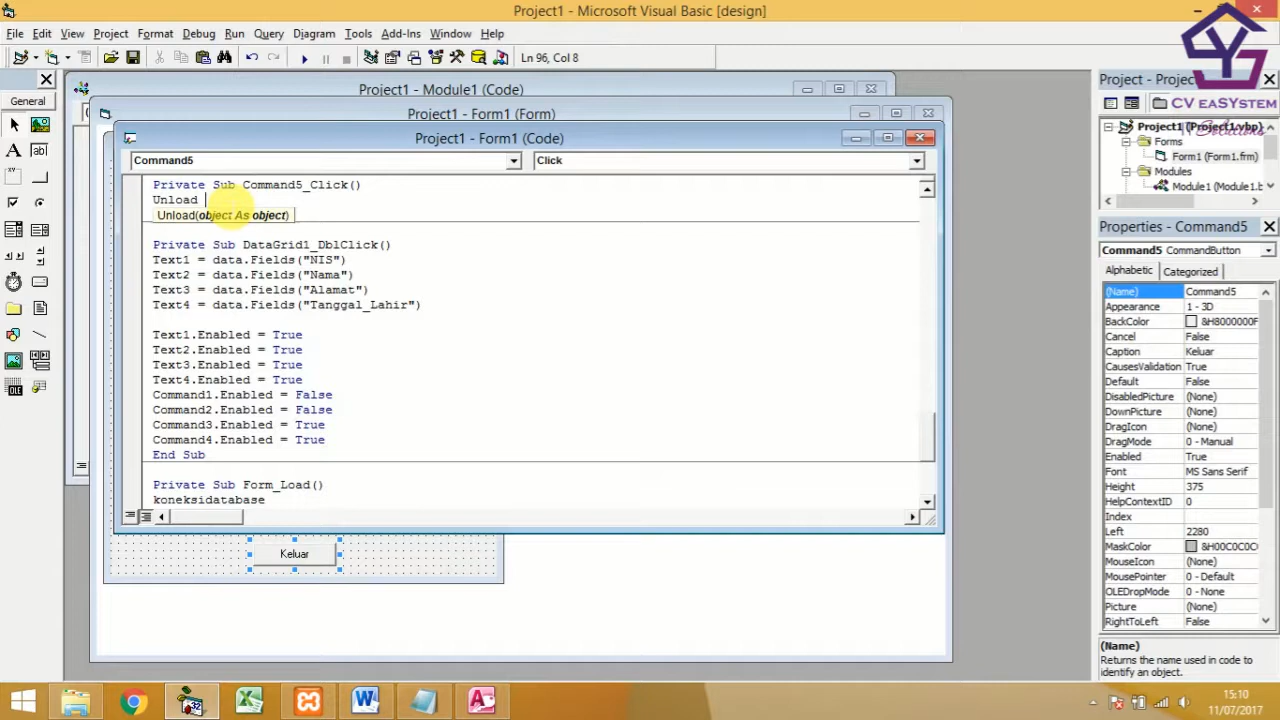 Project1 - Microsoft Visual Basic [design]
File Edit View Project Format Debug Run Query Diagram Tools Add-Ins Window Help
Ln 96, Col 8
General
Project1 - Module1 (Code)
Project1 - Form1 (Form)
Project1 - Form1 (Code)
Command5
Click
Private Sub Command5_Click()
Unload
Unload(object As object)
Private Sub DataGrid1_DblClick()
Text1 = data.Fields("NIS")
Text2 = data.Fields("Nama")
Text3 = data.Fields("Alamat")
Text4 = data.Fields("Tanggal_Lahir")
Text1.Enabled = True
Text2.Enabled = True
Text3.Enabled = True
Text4.Enabled = True
Command1.Enabled = False
Command2.Enabled = False
Command3.Enabled = True
Command4.Enabled = True
End Sub
Private Sub Form_Load()
koneksidatabase
Keluar
Project - Projec
CV eaSYstem
IT Solutions
Project1 (Project1.vbp)
Forms
Form1 (Form1.frm)
Modules
Module1 (Module1.b
Properties - Command5
Command5 CommandButton
Alphabetic Categorized
(Name) Command5
Appearance 1 - 3D
BackColor &H8000000F
Cancel False
Caption Keluar
CausesValidation True
Default False
DisabledPicture (None)
DownPicture (None)
DragIcon (None)
DragMode 0 - Manual
Enabled True
Font MS Sans Serif
Height 375
HelpContextID 0
Index
Left 2280
MaskColor &H00C0C0C
MouseIcon (None)
MousePointer 0 - Default
OLEDropMode 0 - None
Picture (None)
RightToLeft False
(Name)
Returns the name used in code to
identify an object.
15:10
11/07/2017